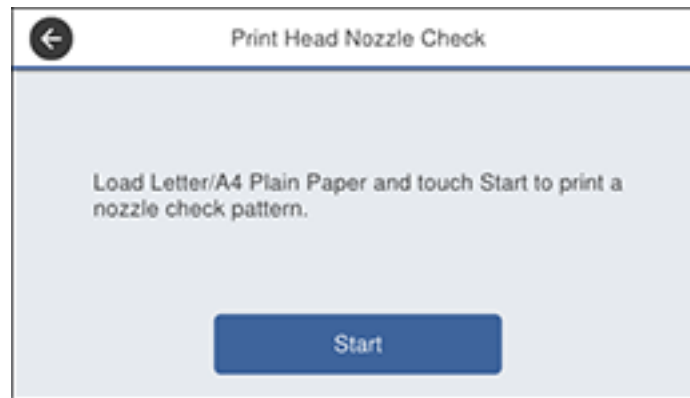 Print Head Nozzle Check
Load Letter/A4 Plain Paper and touch Start to print a
nozzle check pattern.
Start